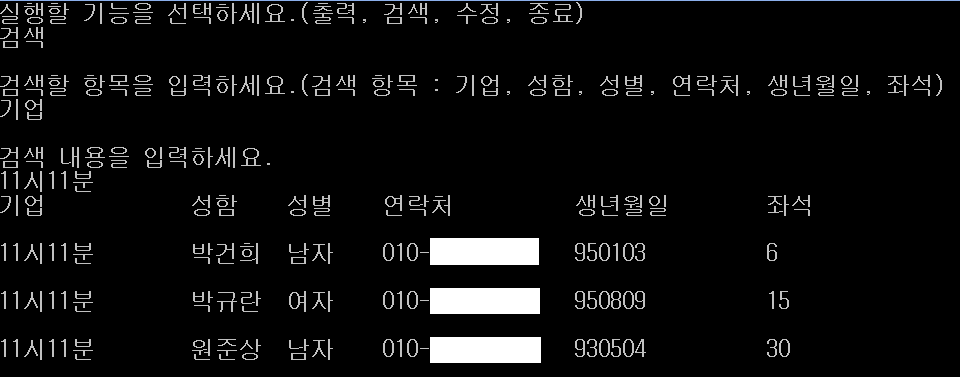 실행할 기능을 선택하세요.(출력, 검색, 수정, 종료)
검색
검색할 항목을 입력하세요.(검색 항목 : 기업, 성함, 성별, 연락처, 생년월일, 좌석)
기업
검색 내용을 입력하세요.
11시11분
기업 성함 성별 연락처 생년월일 좌석
11시11분 박건희 남자 010- 950103 6
11시11분 박규란 여자 010- 950809 15
11시11분 원준상 남자 010- 930504 30